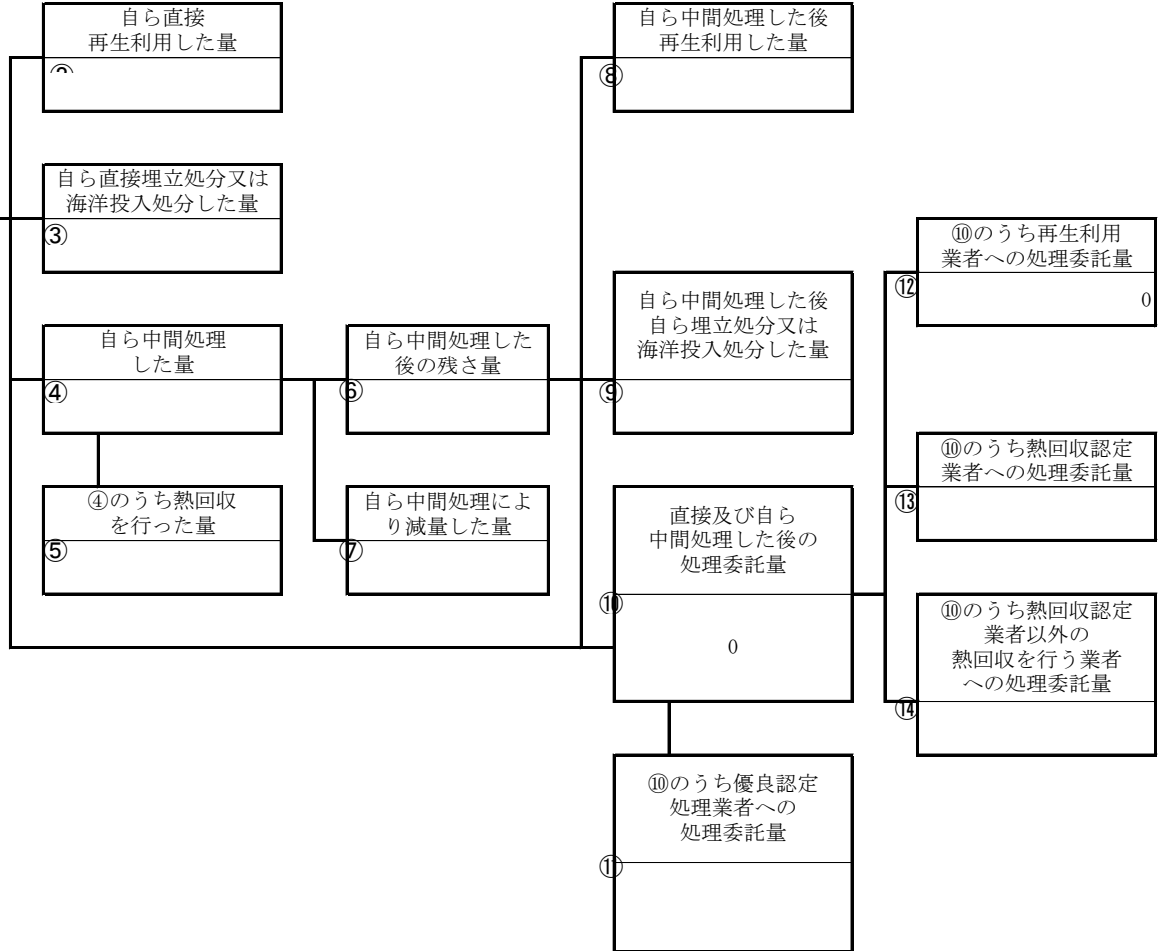 自ら直接
再生利用した量
自ら中間処理した後
再生利用した量
⑧
自ら直接埋立処分又は
海洋投入処分した量
③
⑩のうち再生利用
業者への処理委託量
⑫
0
自ら中間処理した後
自ら埋立処分又は
海洋投入処分した量
⑨
自ら中間処理
した量
④
自ら中間処理した
後の残さ量
⑥
⑩のうち熱回収認定
業者への処理委託量
⑬
④のうち熱回収
を行った量
⑤
自ら中間処理によ
り減量した量
⑦
直接及び自ら
中間処理した後の
処理委託量
⑩
0
⑩のうち熱回収認定
業者以外の
熱回収を行う業者
への処理委託量
⑭
⑩のうち優良認定
処理業者への
処理委託量
⑪